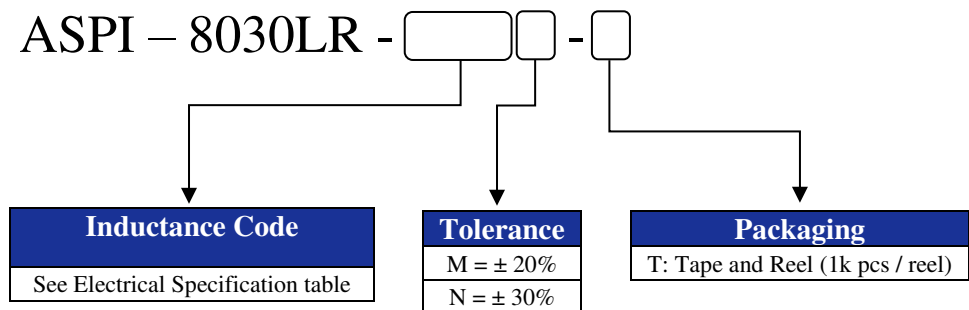 ASPI – 8030LR - -
Inductance Code
See Electrical Specification table
Tolerance
M = ± 20%
N = ± 30%
Packaging
T: Tape and Reel (1k pcs / reel)